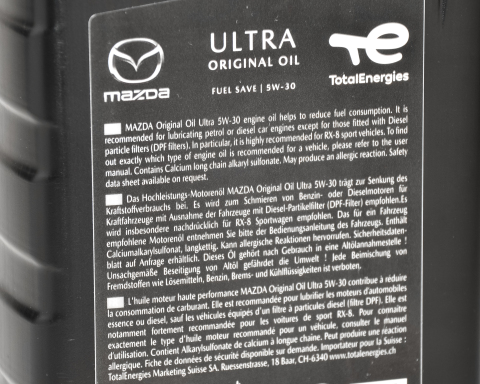 ULTRA
ORIGINAL OIL
FUEL SAVE | 5W-30
mazda
TotalEnergies
MAZDA Original Oil Ultra 5W-30 engine oil helps to reduce fuel consumption. It is
recommended for lubricating petrol or diesel car engines except for those fitted with Diesel
particle filters (DPF filters). In particular, it is highly recommended for RX-8 sport vehicles. To find
out exactly which type of engine oil is recommended for a vehicle, please refer to the user
manual. Contains Calcium long chain alkaryl sulfonate. May produce an allergic reaction. Safety
data sheet available on request.
Das Hochleistungs-Motorenöl MAZDA Original Oil Ultra 5W-30 trägt zur Senkung des
Kraftstoffverbrauchs bei. Es wird zum Schmieren von Benzin- oder Dieselmotoren für
Kraftfahrzeuge mit Ausnahme der Fahrzeuge mit Diesel-Partikelfilter (DPF-Filter) empfohlen.Es
wird insbesondere nachdrücklich für RX-8 Sportwagen empfohlen. Das für ein Fahrzeug
empfohlene Motorenöl entnehmen Sie bitte der Bedienungsanleitung des Fahrzeugs. Enthält
Calciumalkarylsulfonat, langkettig. Kann allergische Reaktionen hervorrufen. Sicherheitsdaten-
blatt auf Anfrage erhältlich. Dieses Öl gehört nach Gebrauch in eine Altölannahmestelle !
Unsachgemäße Beseitigung von Altöl gefährdet die Umwelt ! Jede Beimischung von
Fremdstoffen wie Lösemitteln, Benzin, Brems- und Kühlflüssigkeiten ist verboten.
L'huile moteur haute performance MAZDA Original Oil Ultra 5W-30 contribue à réduire
la consommation de carburant. Elle est recommandée pour lubrifier les moteurs d'automobiles
essence ou diesel, sauf les véhicules équipés d'un filtre à particules diesel (filtre DPF). Elle est
notamment fortement recommandée pour les voitures de sport RX-8. Pour connaître
exactement le type d'huile moteur recommandé pour un véhicule, consulter le manuel
d'utilisation. Contient Alkarylsulfonate de calcium à longue chaine. Peut produire une réaction
allergique. Fiche de données de sécurité disponible sur demande. Importateur pour la Suisse :
TotalEnergies Marketing Suisse SA. Ruessenstrasse, 18 Baar, CH-6340 www.totalenergies.ch